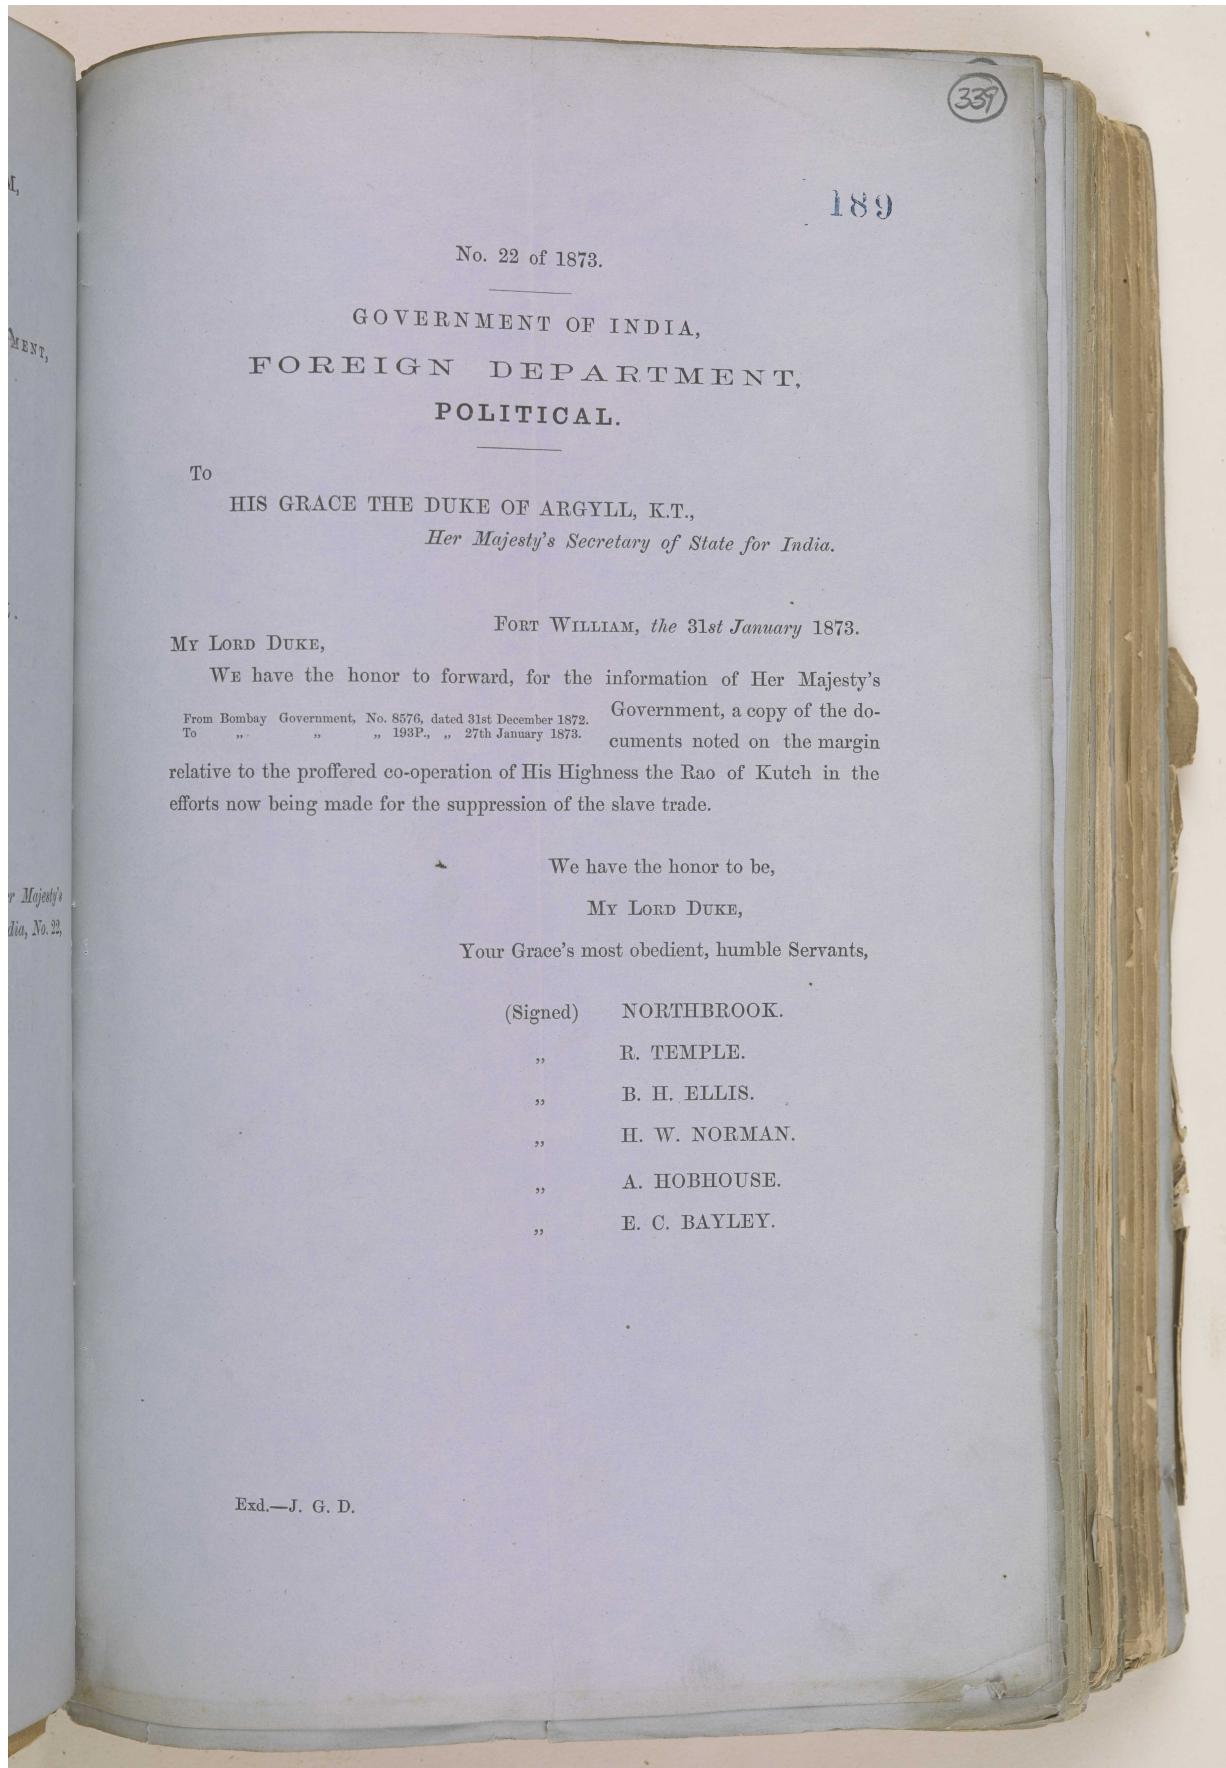 339
189
No. 22 of 1873.
GOVERNMENT OF INDIA,
FOREIGN DEPARTMENT,
POLITICAL.
To
HIS GRACE THE DUKE OF ARGYLL, K.T.,
Her Majesty's Secretary of State for India.
FORT WILLIAM, the 31st January 1873.
MY LORD DUKE,
WE have the honor to forward, for the information of Her Majesty's
From Bombay Government, No. 8576, dated 31st December 1872.
To „ „ „ 193P., „ 27th January 1873.
Government, a copy of the do-
cuments noted on the margin
relative to the proffered co-operation of His Highness the Rao of Kutch in the
efforts now being made for the suppression of the slave trade.
We have the honor to be,
MY LORD DUKE,
Your Grace's most obedient, humble Servants,
(Signed) NORTHBROOK.
„ R. TEMPLE.
„ B. H. ELLIS.
„ H. W. NORMAN.
„ A. HOBHOUSE.
„ E. C. BAYLEY.
Exd.—J. G. D.
Majesty's
No. 22,